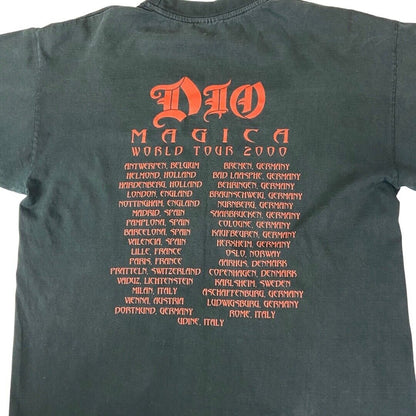 DIO
MAGICA
WORLD TOUR 2000
ANTWERPEN, BELGIUM
HELMOND, HOLLAND
HARDENBERG, HOLLAND
LONDON, ENGLAND
NOTTINGHAM, ENGLAND
MADRID, SPAIN
PAMPLONA, SPAIN
BARCELONA, SPAIN
VALENCIA, SPAIN
LILLE, FRANCE
PARIS, FRANCE
PRATTELN, SWITZERLAND
VADUZ, LICHTENSTEIN
MILAN, ITALY
VIENNA, AUSTRIA
DORTMUND, GERMANY
BREMEN, GERMANY
BAD LAASPHE, GERMANY
BEHRINGEN, GERMANY
BRAUNSCHWEIG, GERMANY
NURNBERG, GERMANY
SAARBRUCKEN, GERMANY
COLOGNE, GERMANY
KAUFBEUREN, GERMANY
HERXHEIM, GERMANY
OSLO, NORWAY
AARHUS, DENMARK
COPENHAGEN, DENMARK
KARLSHEIM, SWEDEN
ASCHAFFENBURG, GERMANY
LUDWIGSBURG, GERMANY
ROME, ITALY
UDINE, ITALY